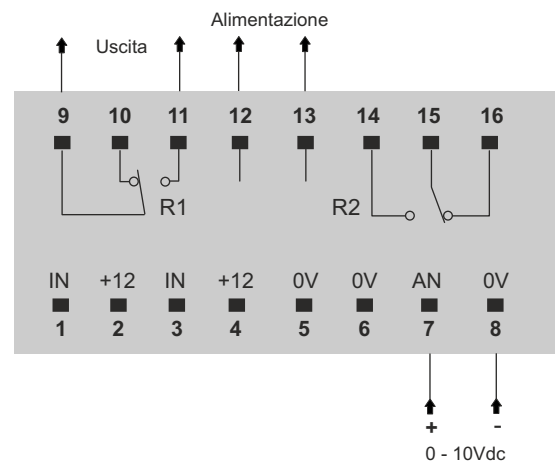 Alimentazione
Uscita
9 10 11 12 13 14 15 16
R1 R2
IN +12 IN +12 0V 0V AN 0V
1 2 3 4 5 6 7 8
+ -
0 - 10Vdc